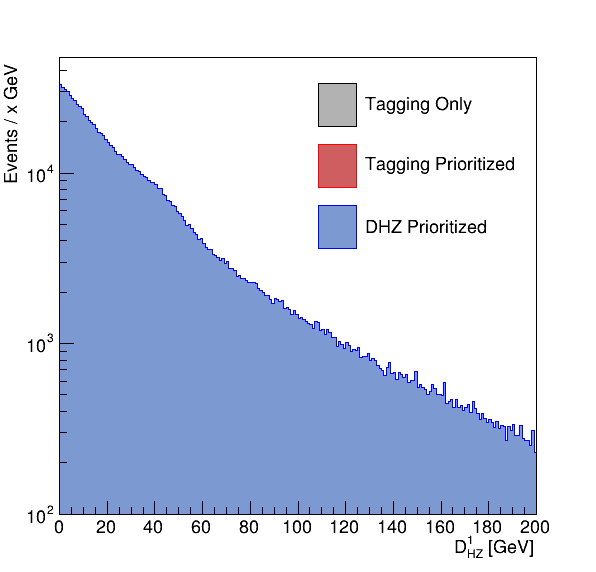 Events / x GeV
10^4
10^3
10^2
Tagging Only
Tagging Prioritized
DHZ Prioritized
0 20 40 60 80 100 120 140 160 180 200
D^1_HZ [GeV]